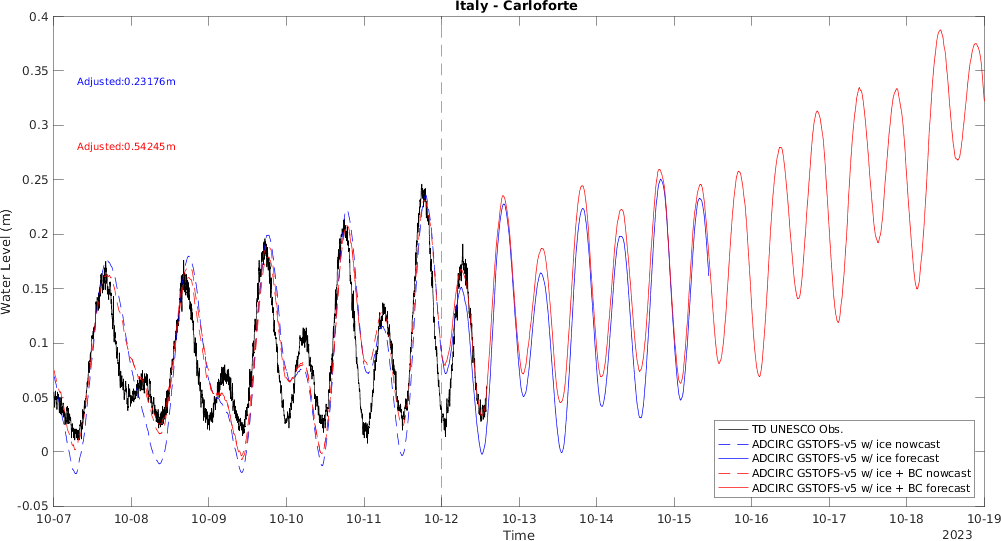 Italy - Carloforte
0.4
0.35
0.3
0.25
0.2
0.15
0.1
0.05
0
-0.05
Water Level (m)
Adjusted:0.23176m
Adjusted:0.54245m
TD UNESCO Obs.
ADCIRC GSTOFS-v5 w/ ice nowcast
ADCIRC GSTOFS-v5 w/ ice forecast
ADCIRC GSTOFS-v5 w/ ice + BC nowcast
ADCIRC GSTOFS-v5 w/ ice + BC forecast
10-07 10-08 10-09 10-10 10-11 10-12 10-13 10-14 10-15 10-16 10-17 10-18 10-19
Time
2023